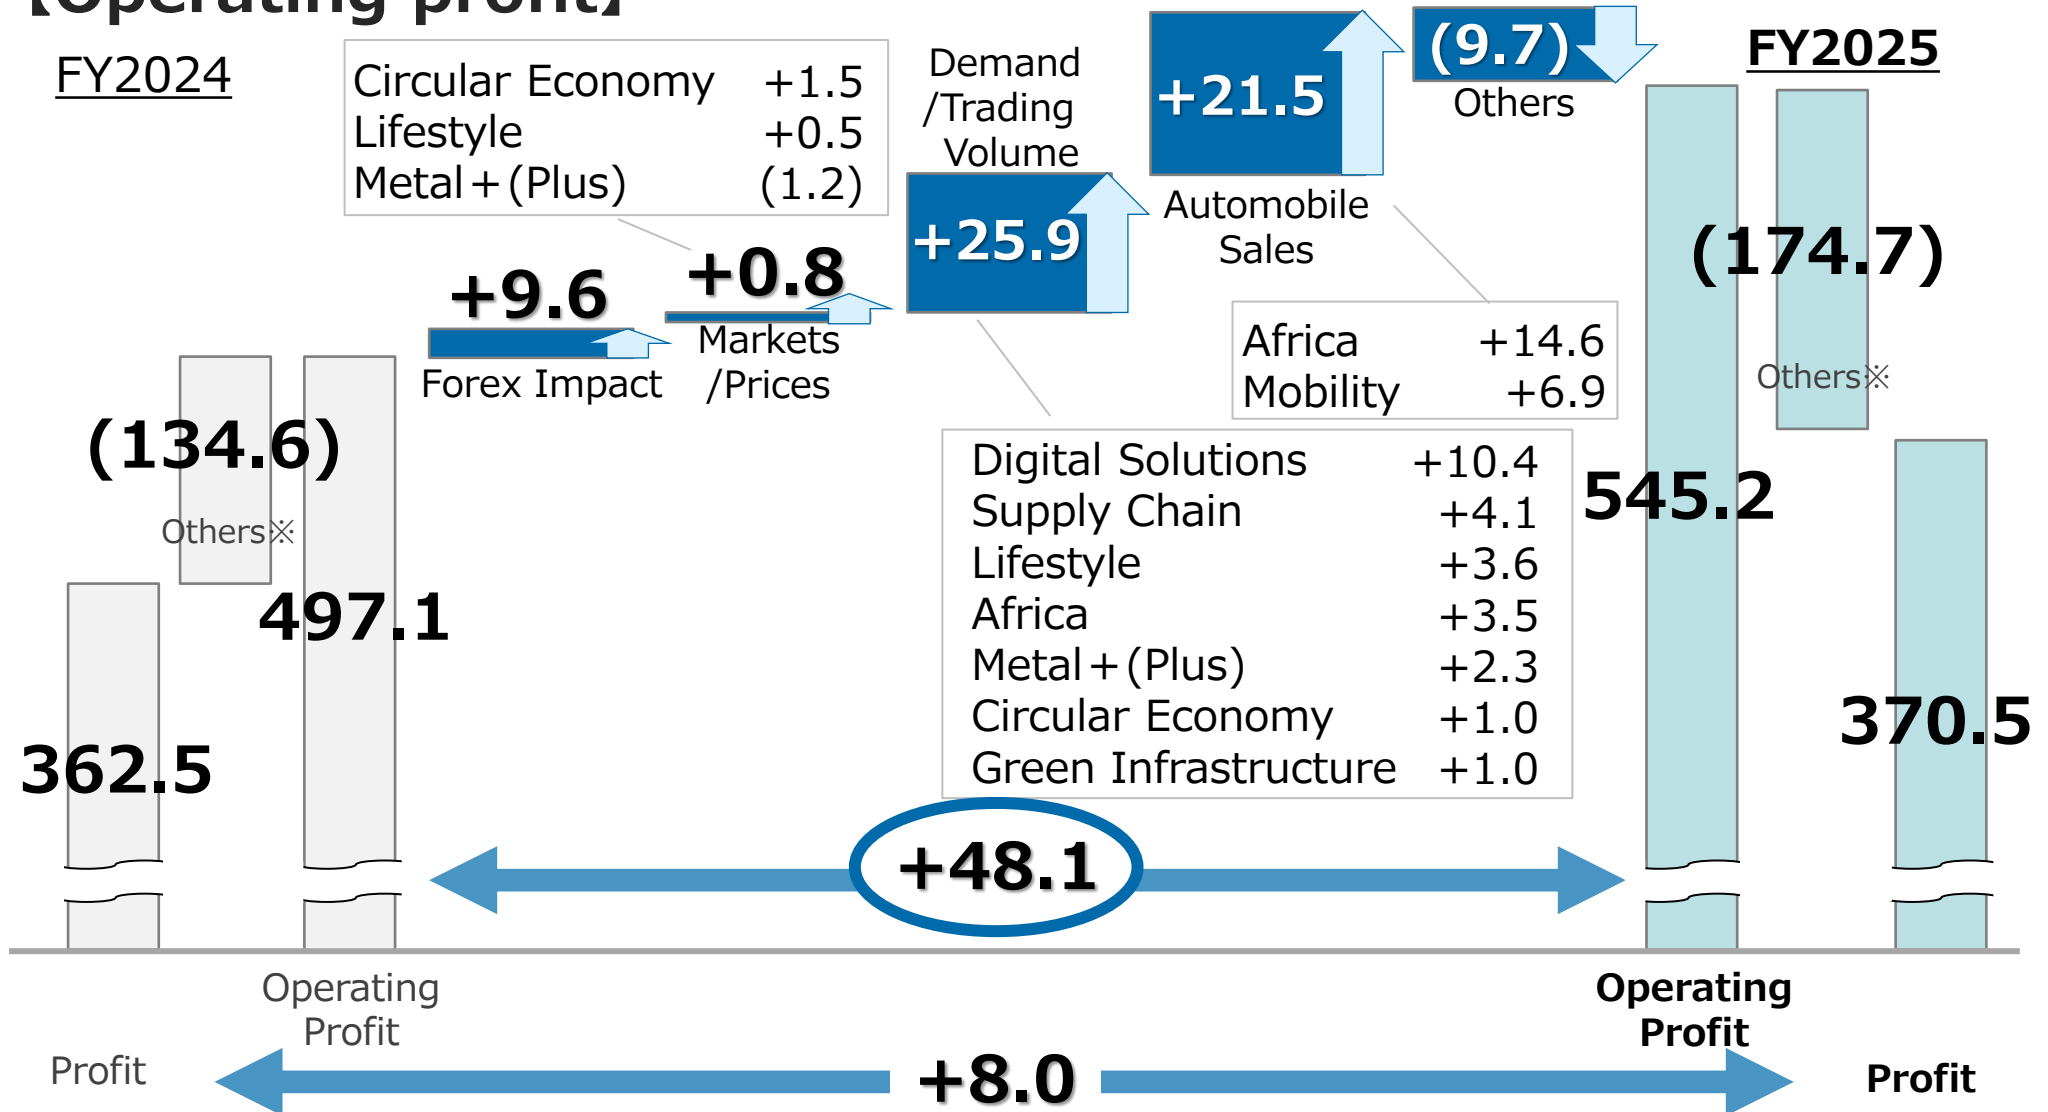 【Operating profit】
FY2024
Circular Economy +1.5
Lifestyle +0.5
Metal+(Plus) (1.2)
Demand
/Trading
Volume
+21.5
(9.7)
Others
FY2025
+25.9
Automobile
Sales
(174.7)
Others※
+9.6
+0.8
Forex Impact
Markets
/Prices
Africa +14.6
Mobility +6.9
(134.6)
Others※
497.1
362.5
Digital Solutions +10.4
Supply Chain +4.1
Lifestyle +3.6
Africa +3.5
Metal+(Plus) +2.3
Circular Economy +1.0
Green Infrastructure +1.0
545.2
370.5
+48.1
Operating
Profit
Operating
Profit
Profit
+8.0
Profit